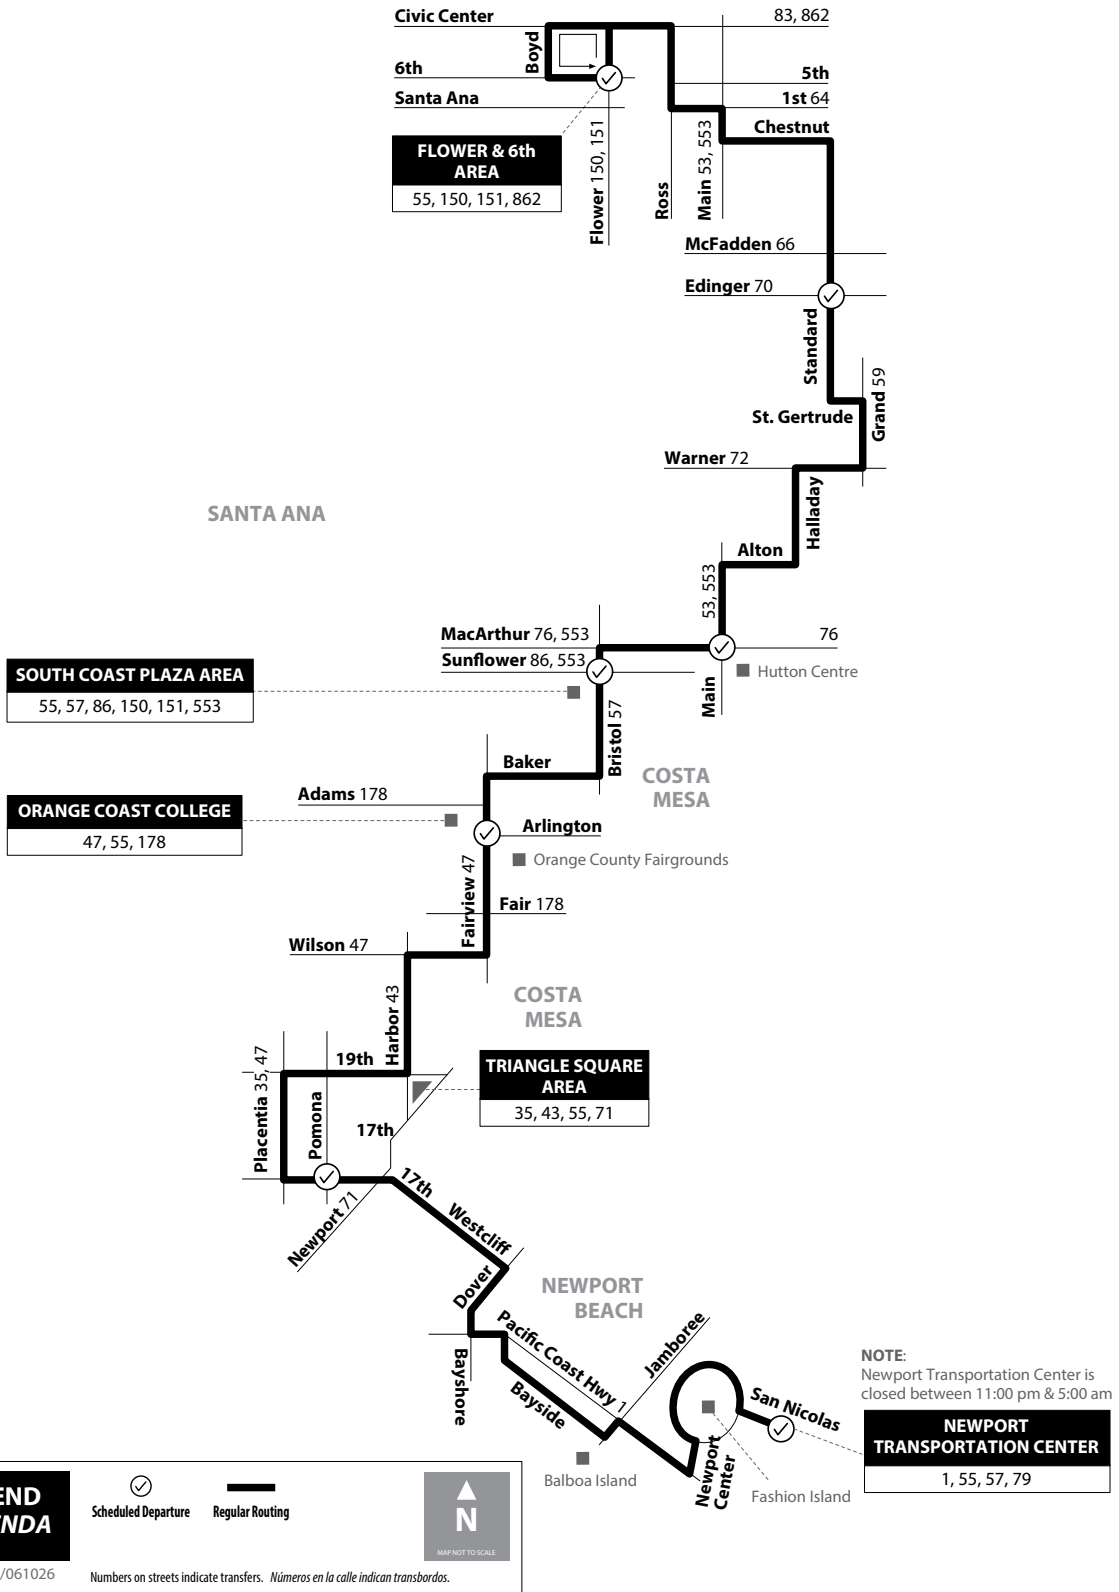 Civic Center
83, 862
Boyd
6th
5th
Santa Ana
1st 64
Chestnut
FLOWER & 6th
AREA
55, 150, 151, 862
Flower 150, 151
Ross
Main 53, 553
McFadden 66
Edinger 70
Standard
St. Gertrude
Grand 59
Warner 72
Halladay
SANTA ANA
Alton
53, 553
MacArthur 76, 553
76
Sunflower 86, 553
Hutton Centre
Main
SOUTH COAST PLAZA AREA
55, 57, 86, 150, 151, 553
Bristol 57
Baker
COSTA
MESA
Adams 178
ORANGE COAST COLLEGE
47, 55, 178
Arlington
Orange County Fairgrounds
Fairview 47
Fair 178
Wilson 47
Harbor 43
COSTA
MESA
19th
Placentia 35, 47
Pomona
17th
TRIANGLE SQUARE
AREA
35, 43, 55, 71
Newport 71
17th
Westcliff
Dover
NEWPORT
BEACH
Pacific Coast Hwy 1
Jamboree
Bayshore
Bayside
Balboa Island
Newport
Center
San Nicolas
Fashion Island
NOTE:
Newport Transportation Center is
closed between 11:00 pm & 5:00 am
NEWPORT
TRANSPORTATION CENTER
1, 55, 57, 79
END
NDA
/061026
Scheduled Departure
Regular Routing
N
MAP NOT TO SCALE
Numbers on streets indicate transfers. Números en la calle indican transbordos.